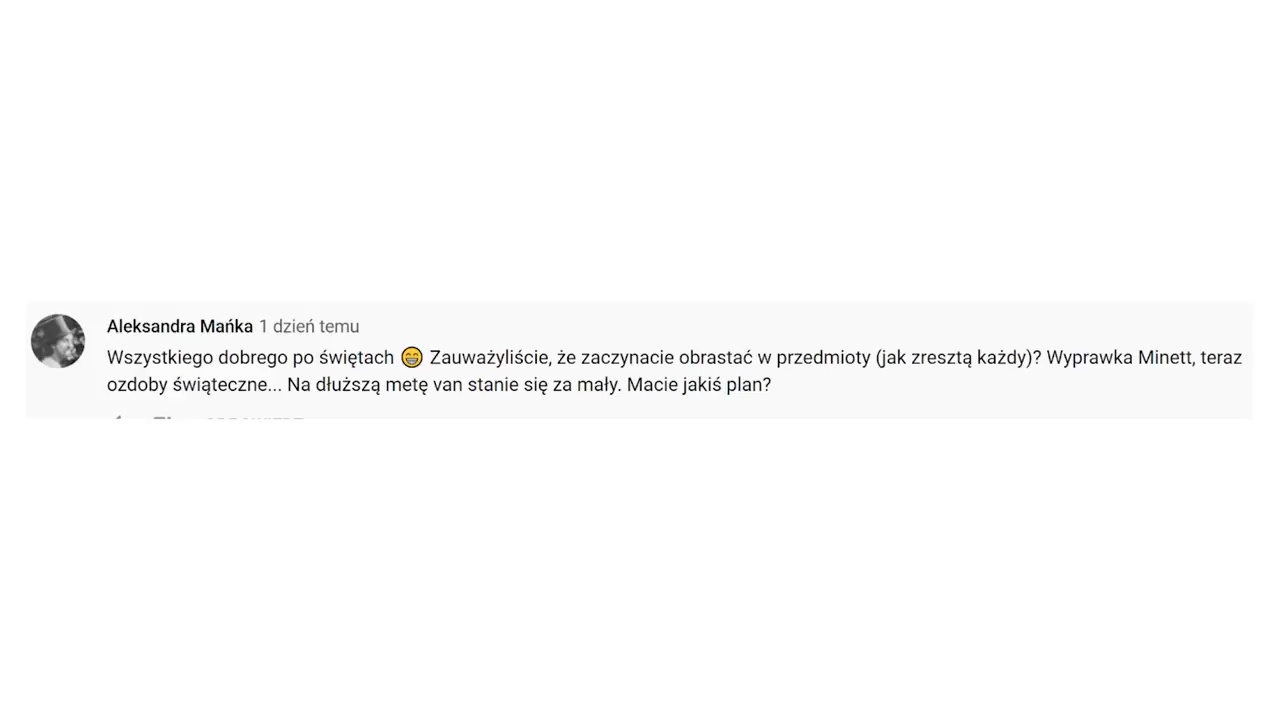 Aleksandra Mańka 1 dzień temu
Wszystkiego dobrego po świętach 😁 Zauważyliście, że zaczynacie obrastać w przedmioty (jak zresztą każdy)? Wyprawka Minett, teraz
ozdoby świąteczne... Na dłuższą metę van stanie się za mały. Macie jakiś plan?